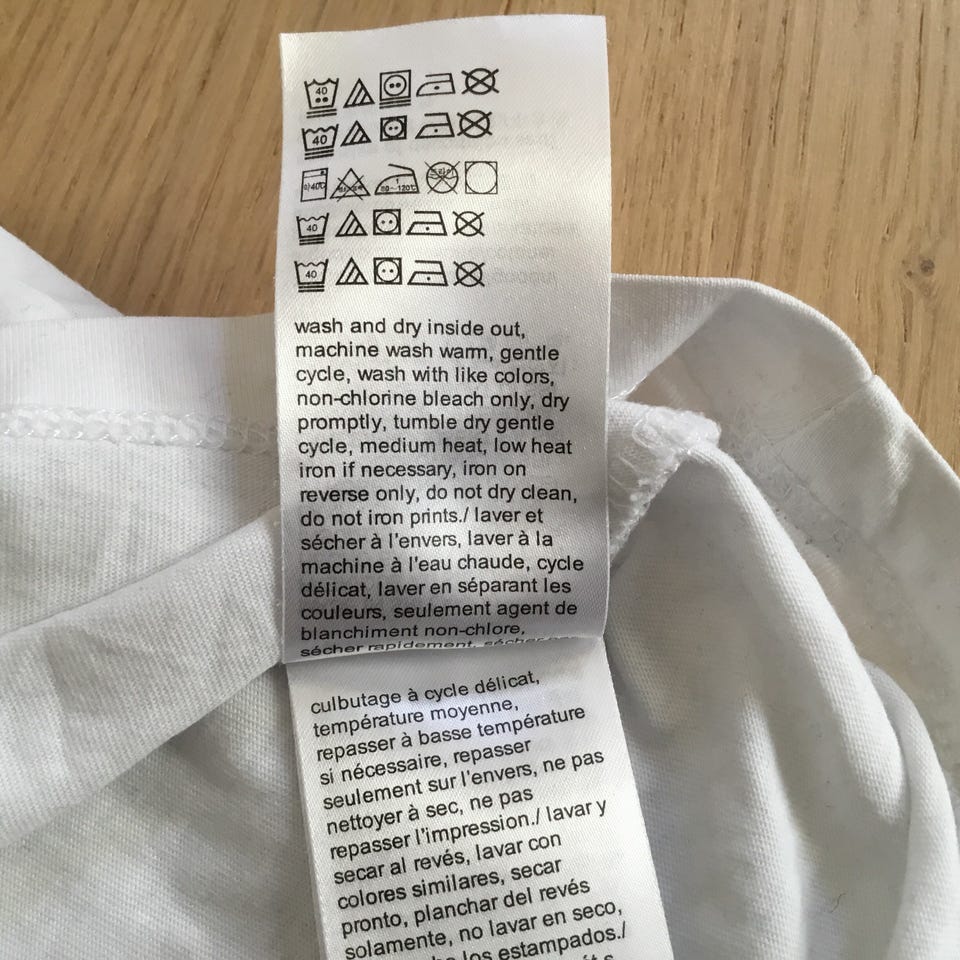 40
40
40
40
wash and dry inside out,
machine wash warm, gentle
cycle, wash with like colors,
non-chlorine bleach only, dry
promptly, tumble dry gentle
cycle, medium heat, low heat
iron if necessary, iron on
reverse only, do not dry clean,
do not iron prints./ laver et
sécher à l'envers, laver à la
machine à l'eau chaude, cycle
délicat, laver en séparant les
couleurs, seulement agent de
blanchiment non-chlore,
sécher rapidement, sécher par
culbutage à cycle délicat,
température moyenne,
repasser à basse température
si nécessaire, repasser
seulement sur l'envers, ne pas
nettoyer à sec, ne pas
repasser l'impression./ lavar y
secar al revés, lavar con
colores similares, secar
pronto, planchar del revés
solamente, no lavar en seco,
los estampados./